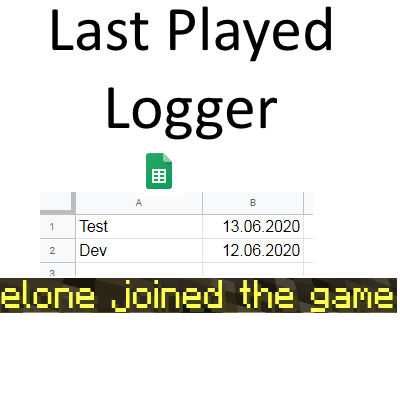 Last Played
Logger
A B
1 Test 13.06.2020
2 Dev 12.06.2020
3
elone joined the game